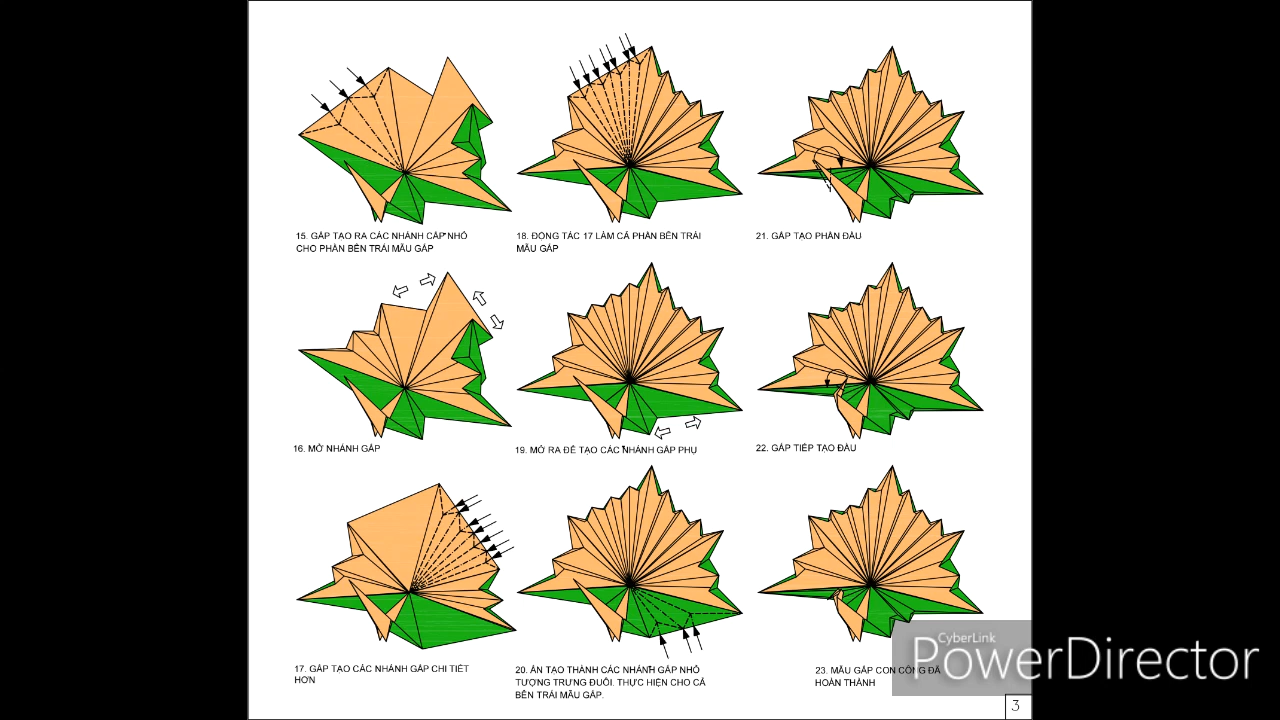 15. GẤP TẠO RA CÁC NHÁNH GẤP NHỎ
CHO PHẦN BÊN TRÁI MẪU GẤP
18. ĐỘNG TÁC 17 LÀM CẢ PHẦN BÊN TRÁI
MẪU GẤP
21. GẤP TẠO PHẦN ĐẦU
16. MỞ NHÁNH GẤP
19. MỞ RA ĐỂ TẠO CÁC NHÁNH GẤP PHỤ
22. GẤP TIẾP TẠO ĐẦU
17. GẤP TẠO CÁC NHÁNH GẤP CHI TIẾT
HƠN
20. ẤN TẠO THÀNH CÁC NHÁNH GẤP NHỎ
TƯỢNG TRƯNG ĐUÔI. THỰC HIỆN CHO CẢ
BÊN TRÁI MẪU GẤP.
23. MẪU GẤP CON CÔNG ĐÃ
HOÀN THÀNH
CyberLink
PowerDirector
3